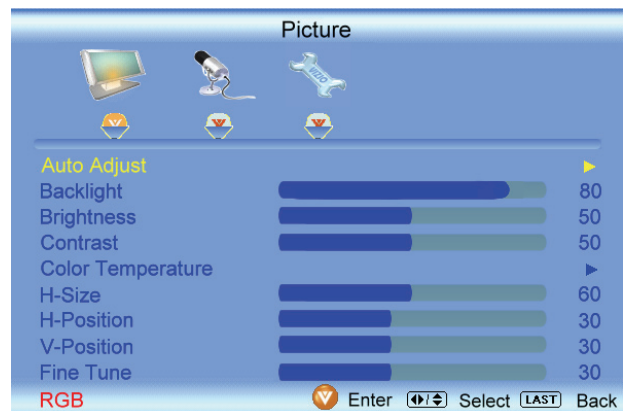 Picture
VIZIO
Auto Adjust
Backlight 80
Brightness 50
Contrast 50
Color Temperature
H-Size 60
H-Position 30
V-Position 30
Fine Tune 30
RGB Enter Select LAST Back